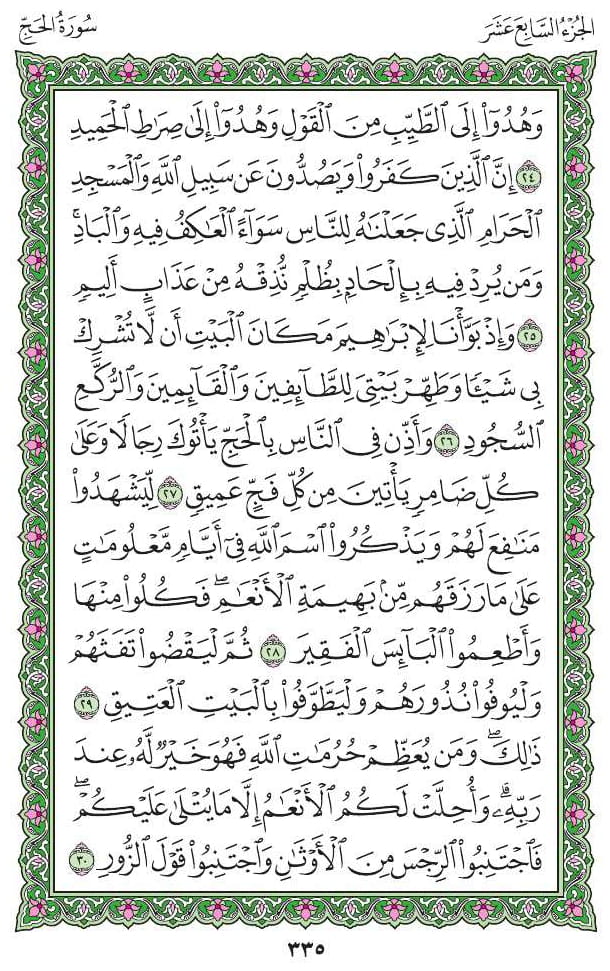 الجُزْءُ السَّابِعَ عَشَرَ
سُورَةُ الحَجِّ
وَهُدُوٓا۟ إِلَى ٱلطَّيِّبِ مِنَ ٱلْقَوْلِ وَهُدُوٓا۟ إِلَىٰ صِرَٰطِ ٱلْحَمِيدِ
٢٤ إِنَّ ٱلَّذِينَ كَفَرُوا۟ وَيَصُدُّونَ عَن سَبِيلِ ٱللَّهِ وَٱلْمَسْجِدِ
ٱلْحَرَامِ ٱلَّذِى جَعَلْنَٰهُ لِلنَّاسِ سَوَآءً ٱلْعَٰكِفُ فِيهِ وَٱلْبَادِ ۚ
وَمَن يُرِدْ فِيهِ بِإِلْحَادٍۭ بِظُلْمٍ نُّذِقْهُ مِنْ عَذَابٍ أَلِيمٍ
٢٥ وَإِذْ بَوَّأْنَا لِإِبْرَٰهِيمَ مَكَانَ ٱلْبَيْتِ أَن لَّا تُشْرِكْ
بِى شَيْـًٔا وَطَهِّرْ بَيْتِىَ لِلطَّآئِفِينَ وَٱلْقَآئِمِينَ وَٱلرُّكَّعِ
ٱلسُّجُودِ ٢٦ وَأَذِّن فِى ٱلنَّاسِ بِٱلْحَجِّ يَأْتُوكَ رِجَالًا وَعَلَىٰ
كُلِّ ضَامِرٍ يَأْتِينَ مِن كُلِّ فَجٍّ عَمِيقٍ ٢٧ لِّيَشْهَدُوا۟
مَنَٰفِعَ لَهُمْ وَيَذْكُرُوا۟ ٱسْمَ ٱللَّهِ فِىٓ أَيَّامٍ مَّعْلُومَٰتٍ
عَلَىٰ مَا رَزَقَهُم مِّنۢ بَهِيمَةِ ٱلْأَنْعَٰمِ ۖ فَكُلُوا۟ مِنْهَا
وَأَطْعِمُوا۟ ٱلْبَآئِسَ ٱلْفَقِيرَ ٢٨ ثُمَّ لْيَقْضُوا۟ تَفَثَهُمْ
وَلْيُوفُوا۟ نُذُورَهُمْ وَلْيَطَّوَّفُوا۟ بِٱلْبَيْتِ ٱلْعَتِيقِ ٢٩
ذَٰلِكَ ۖ وَمَن يُعَظِّمْ حُرُمَٰتِ ٱللَّهِ فَهُوَ خَيْرٌ لَّهُۥ عِندَ
رَبِّهِۦ ۗ وَأُحِلَّتْ لَكُمُ ٱلْأَنْعَٰمُ إِلَّا مَا يُتْلَىٰ عَلَيْكُمْ ۖ
فَٱجْتَنِبُوا۟ ٱلرِّجْسَ مِنَ ٱلْأَوْثَٰنِ وَٱجْتَنِبُوا۟ قَوْلَ ٱلزُّورِ ٣٠
٣٣٥